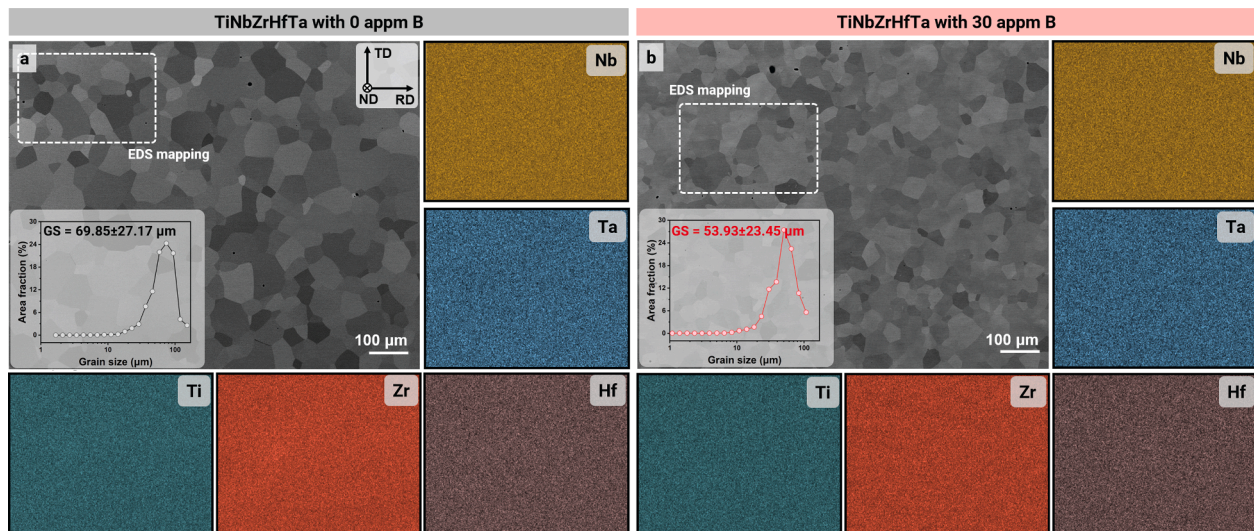 TiNbZrHfTa with 0 appm B
a
TD
ND
RD
EDS mapping
GS = 69.85±27.17 µm
Area fraction (%)
30
24
18
12
6
0
1
10
100
Grain size (µm)
100 µm
Nb
Ta
Ti
Zr
Hf
TiNbZrHfTa with 30 appm B
b
EDS mapping
GS = 53.93±23.45 µm
Area fraction (%)
30
24
18
12
6
0
1
10
100
Grain size (µm)
100 µm
Nb
Ta
Ti
Zr
Hf